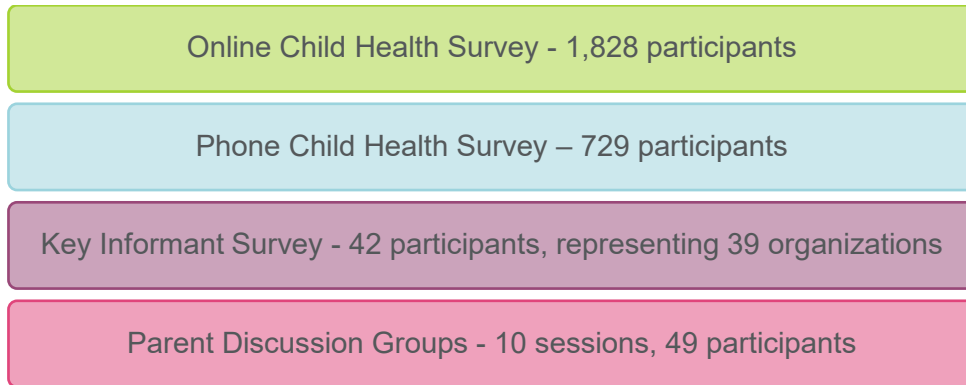 Online Child Health Survey - 1,828 participants
Phone Child Health Survey – 729 participants
Key Informant Survey - 42 participants, representing 39 organizations
Parent Discussion Groups - 10 sessions, 49 participants